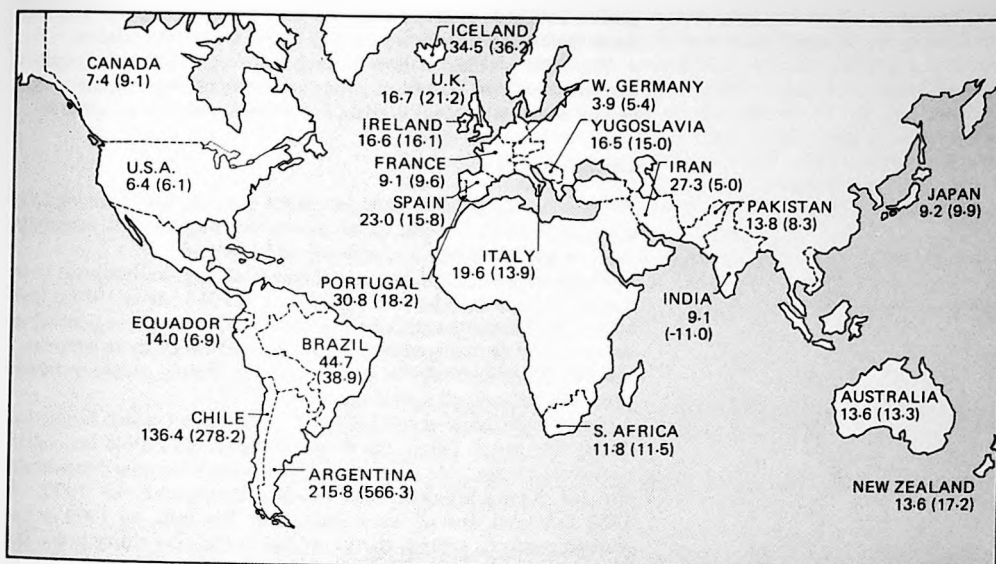 ICELAND
34·5 (36·2)
CANADA
7·4 (9·1)
U.K.
16·7 (21·2)
W. GERMANY
3·9 (5·4)
IRELAND
16·6 (16·1)
YUGOSLAVIA
16·5 (15·0)
U.S.A.
6·4 (6·1)
FRANCE
9·1 (9·6)
IRAN
27·3 (5·0)
SPAIN
23·0 (15·8)
PAKISTAN
13·8 (8·3)
JAPAN
9·2 (9·9)
ITALY
19·6 (13·9)
PORTUGAL
30·8 (18·2)
INDIA
9·1
(-11·0)
EQUADOR
14·0 (6·9)
BRAZIL
44·7
(38·9)
AUSTRALIA
13·6 (13·3)
CHILE
136·4 (278·2)
S. AFRICA
11·8 (11·5)
ARGENTINA
215·8 (566·3)
NEW ZEALAND
13·6 (17·2)